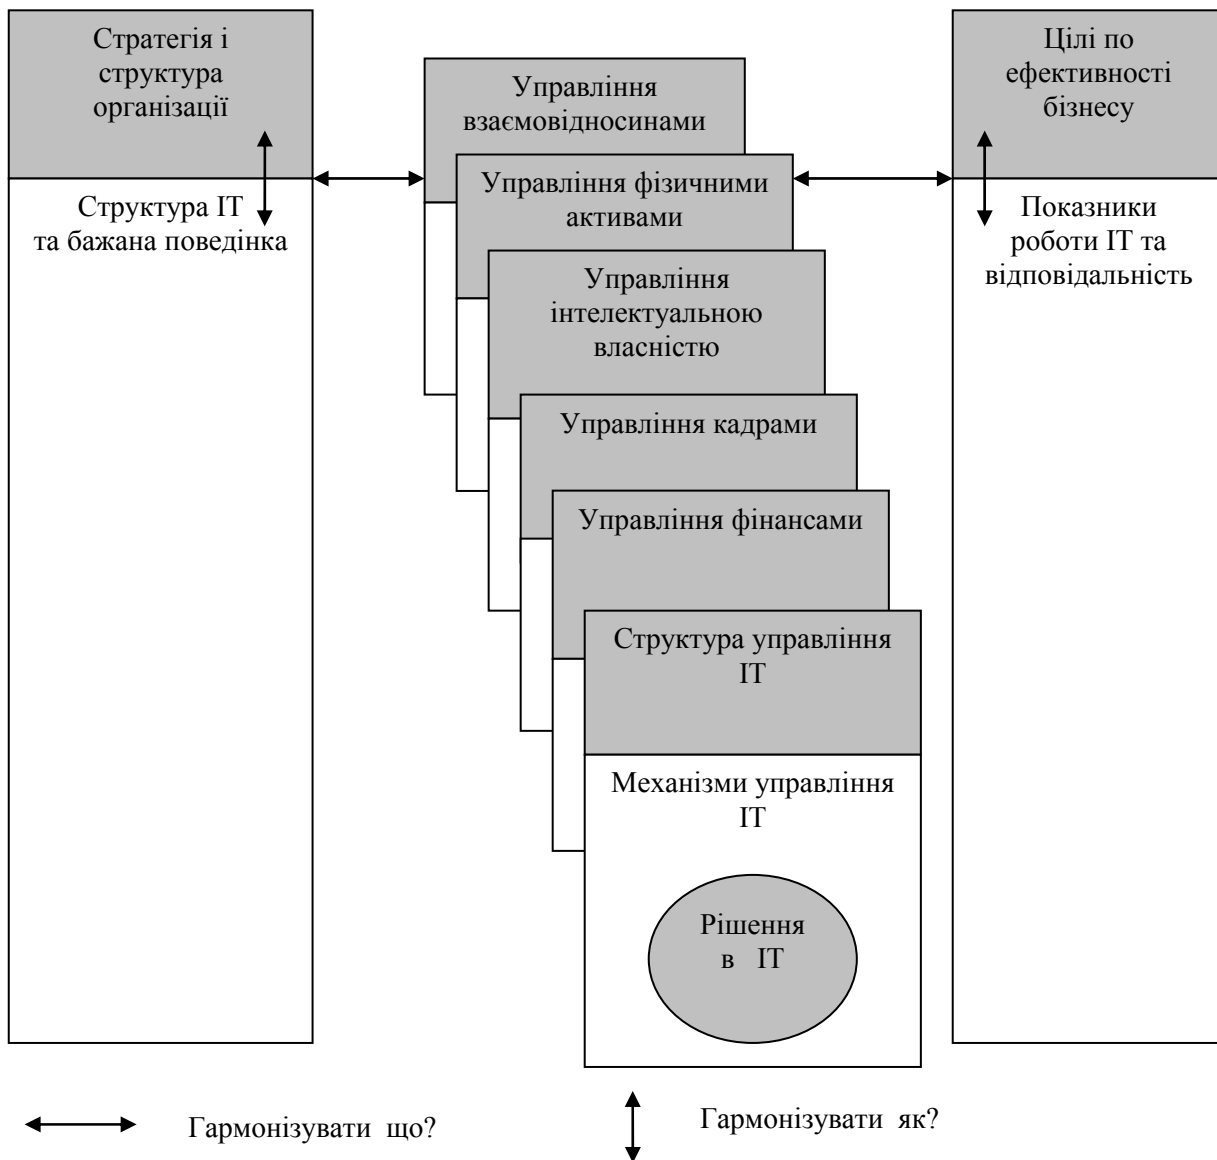 Стратегія і
структура
організації
Структура ІТ
та бажана поведінка
Управління
взаємовідносинами
Управління фізичними
активами
Управління
інтелектуальною
власністю
Управління кадрами
Управління фінансами
Структура управління
ІТ
Механізми управління
ІТ
Рішення
в ІТ
Цілі по
ефективності
бізнесу
Показники
роботи ІТ та
відповідальність
Гармонізувати що?
Гармонізувати як?